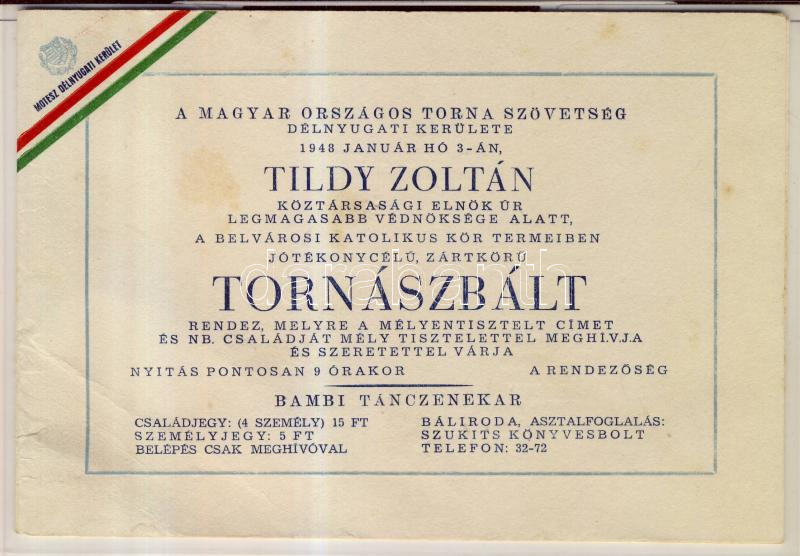 MOTESZ DÉLNYUGATI KERÜLET
A MAGYAR ORSZÁGOS TORNA SZÖVETSÉG
DÉLNYUGATI KERÜLETE
1948 JANUÁR HÓ 3-ÁN,
TILDY ZOLTÁN
KÖZTÁRSASÁGI ELNÖK ÚR
LEGMAGASABB VÉDNÖKSÉGE ALATT,
A BELVÁROSI KATOLIKUS KÖR TERMEIBEN
JÓTÉKONYCÉLÚ, ZÁRTKÖRŰ
TORNÁSZBÁLT
RENDEZ, MELYRE A MÉLYENTISZTELT CÍMET
ÉS NB. CSALÁDJÁT MÉLY TISZTELETTEL MEGHÍVJA
ÉS SZERETETTEL VÁRJA
NYITÁS PONTOSAN 9 ÓRAKOR A RENDEZŐSÉG
BAMBI TÁNCZENEKAR
CSALÁDJEGY: (4 SZEMÉLY) 15 FT
SZEMÉLYJEGY: 5 FT
BELÉPÉS CSAK MEGHÍVÓVAL
BÁLIRODA, ASZTALFOGLALÁS:
SZUKITS KÖNYVESBOLT
TELEFON: 32-72
darabanth